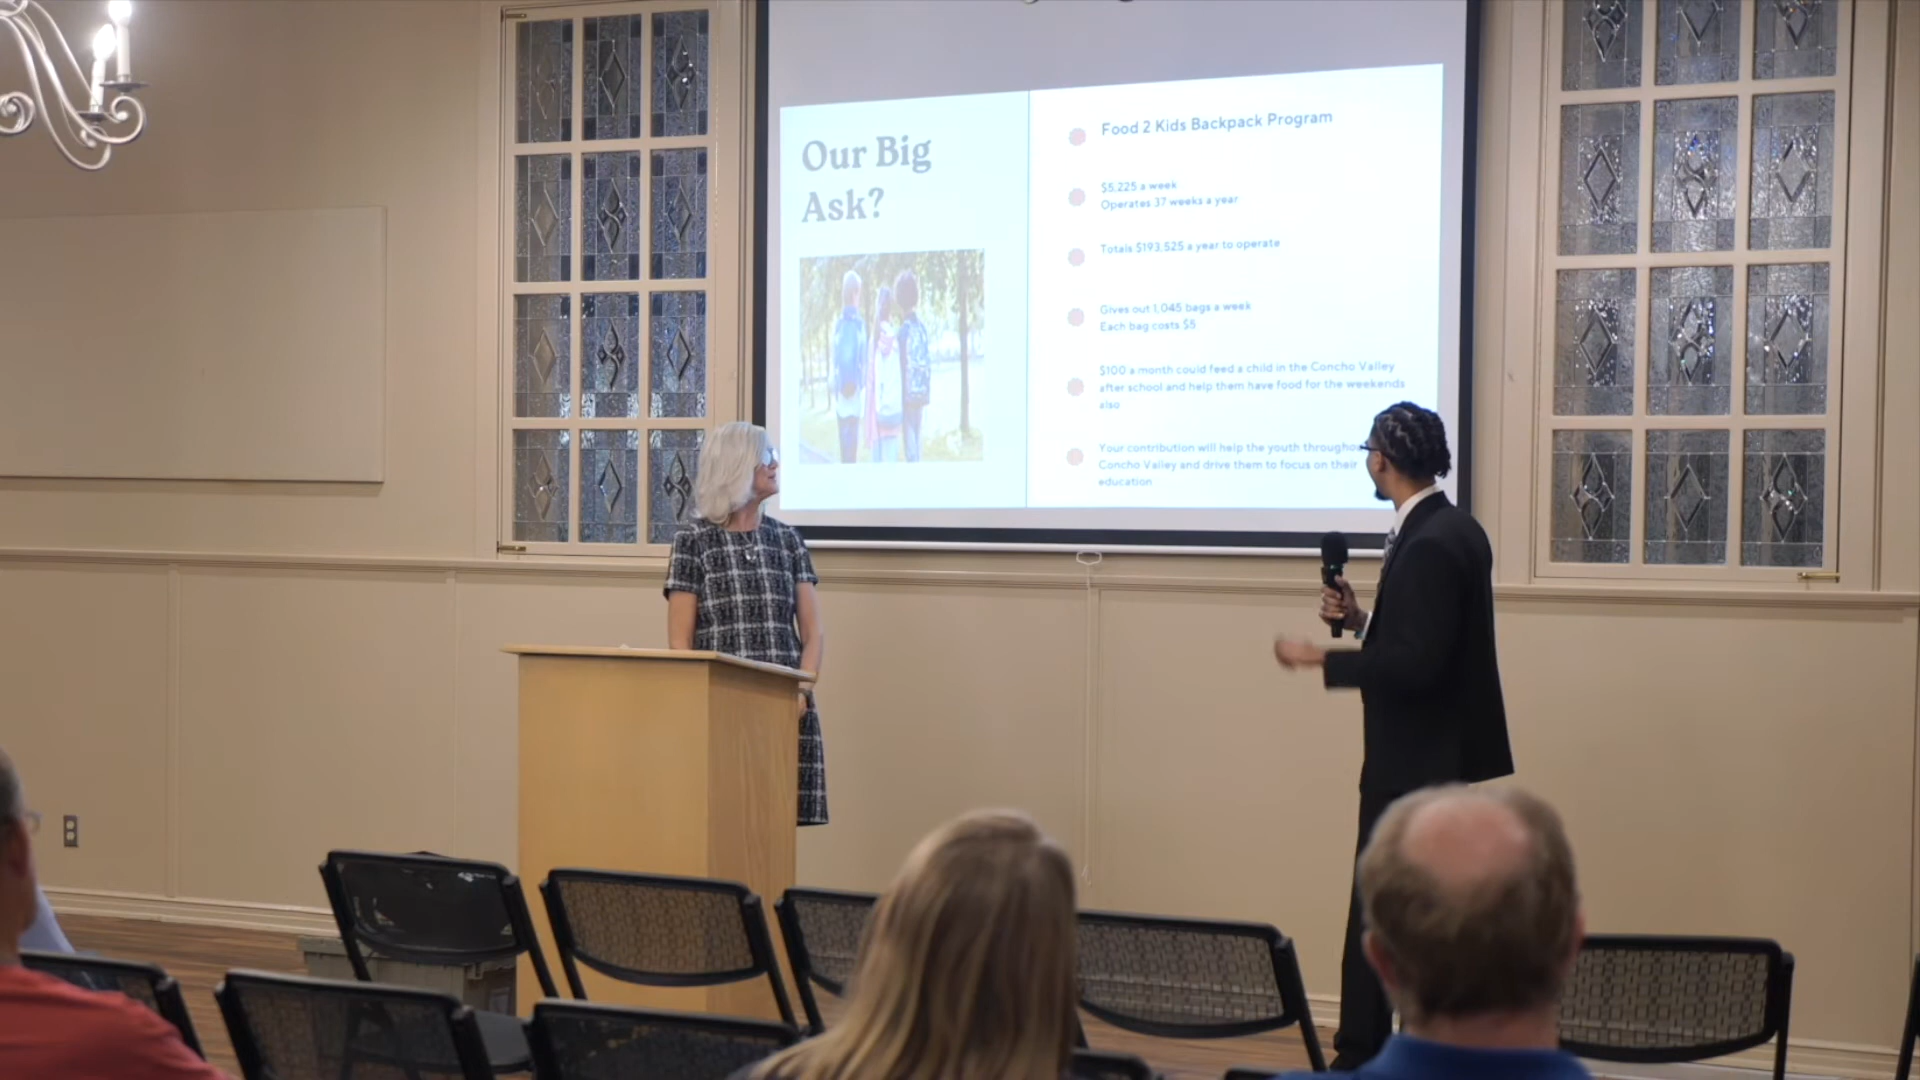 Our Big
Ask?
Food 2 Kids Backpack Program
$5,225 a week
Operates 37 weeks a year
Totals $193,525 a year to operate
Gives out 1,045 bags a week
Each bag costs $5
$100 a month could feed a child in the Concho Valley
after school and help them have food for the weekends
also
Your contribution will help the youth
Concho Valley and drive them to focus on their
education